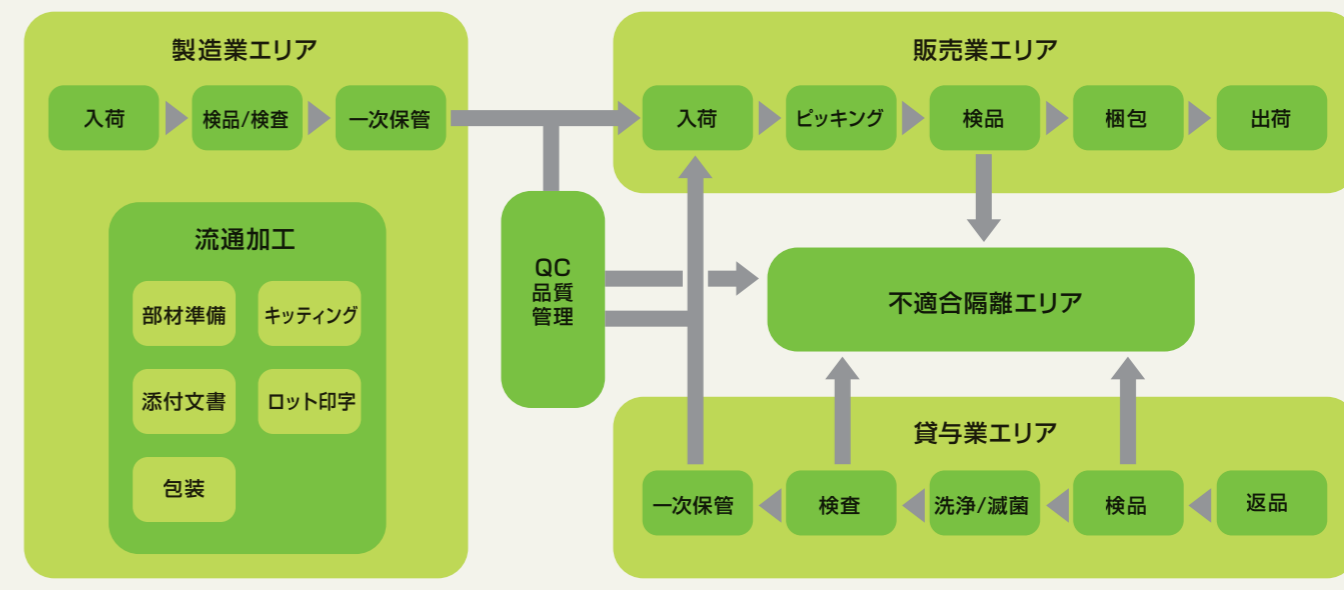 製造業エリア
入荷
検品/検査
一次保管
流通加工
部材準備
キッティング
添付文書
ロット印字
包装
QC
品質
管理
販売業エリア
入荷
ピッキング
検品
梱包
出荷
不適合隔離エリア
貸与業エリア
一次保管
検査
洗浄/滅菌
検品
返品